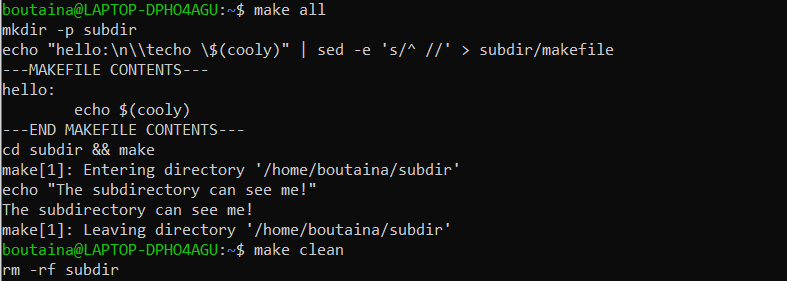 boutaina@LAPTOP-DPHO4AGU:~$ make all
mkdir -p subdir
echo "hello:\n\\techo \$(cooly)" | sed -e 's/^ //' > subdir/makefile
---MAKEFILE CONTENTS---
hello:
        echo $(cooly)
---END MAKEFILE CONTENTS---
cd subdir && make
make[1]: Entering directory '/home/boutaina/subdir'
echo "The subdirectory can see me!"
The subdirectory can see me!
make[1]: Leaving directory '/home/boutaina/subdir'
boutaina@LAPTOP-DPHO4AGU:~$ make clean
rm -rf subdir